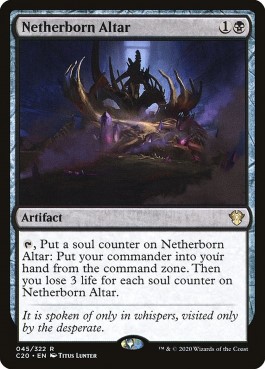 Netherborn Altar 1
Artifact
, Put a soul counter on Netherborn
Altar: Put your commander into your
hand from the command zone. Then
you lose 3 life for each soul counter on
Netherborn Altar.
It is spoken of only in whispers, visited only
by the desperate.
045/322 R
C20 • EN Titus Lunter
™ & © 2020 Wizards of the Coast